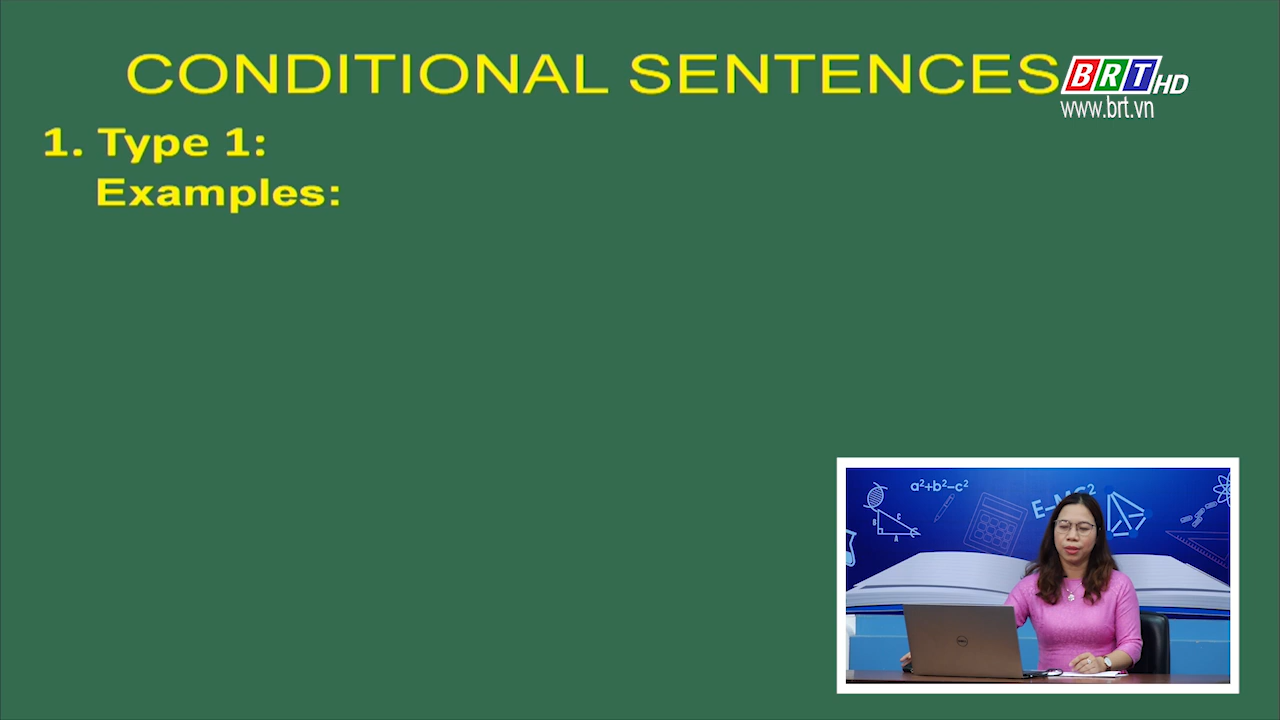 CONDITIONAL SENTENCES
BRT HD
www.brt.vn
1. Type 1:
Examples:
a²+b²–c²
B
C
A